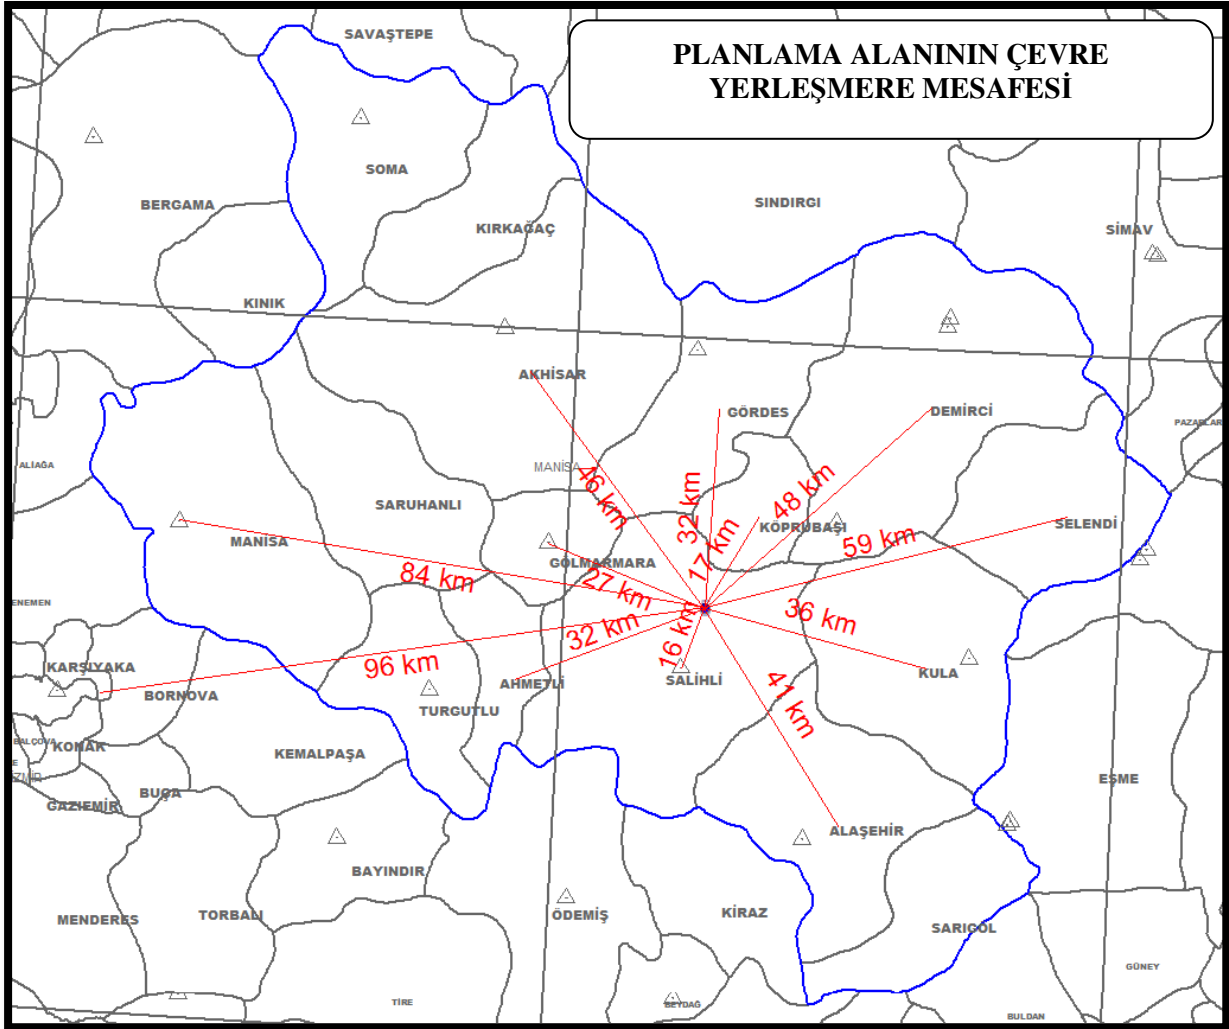 PLANLAMA ALANININ ÇEVRE
YERLEŞMERE MESAFESİ
SAVAŞTEPE
SOMA
BERGAMA
SINDIRGI
KIRKAĞAÇ
SİMAV
KINIK
AKHİSAR
GÖRDES
DEMİRCİ
ALİAĞA
MANİSA
46 km
32 km
48 km
SARUHANLI
KÖPRÜBAŞI
SELENDİ
17 km
59 km
MANİSA
GÖLMARMARA
84 km
27 km
ENEMEN
36 km
32 km
16 km
96 km
KARŞIYAKA
BORNOVA
AHMETLİ
SALİHLİ
KULA
41 km
TURGUTLU
BALÇOVA
KONAK
KEMALPAŞA
E
İZMİR
BUCA
GAZİEMİR
EŞME
ALAŞEHİR
BAYINDIR
MENDERES
TORBALI
ÖDEMİŞ
KİRAZ
SARIGÖL
GÜNEY
TİRE
BEYDAĞ
BULDAN